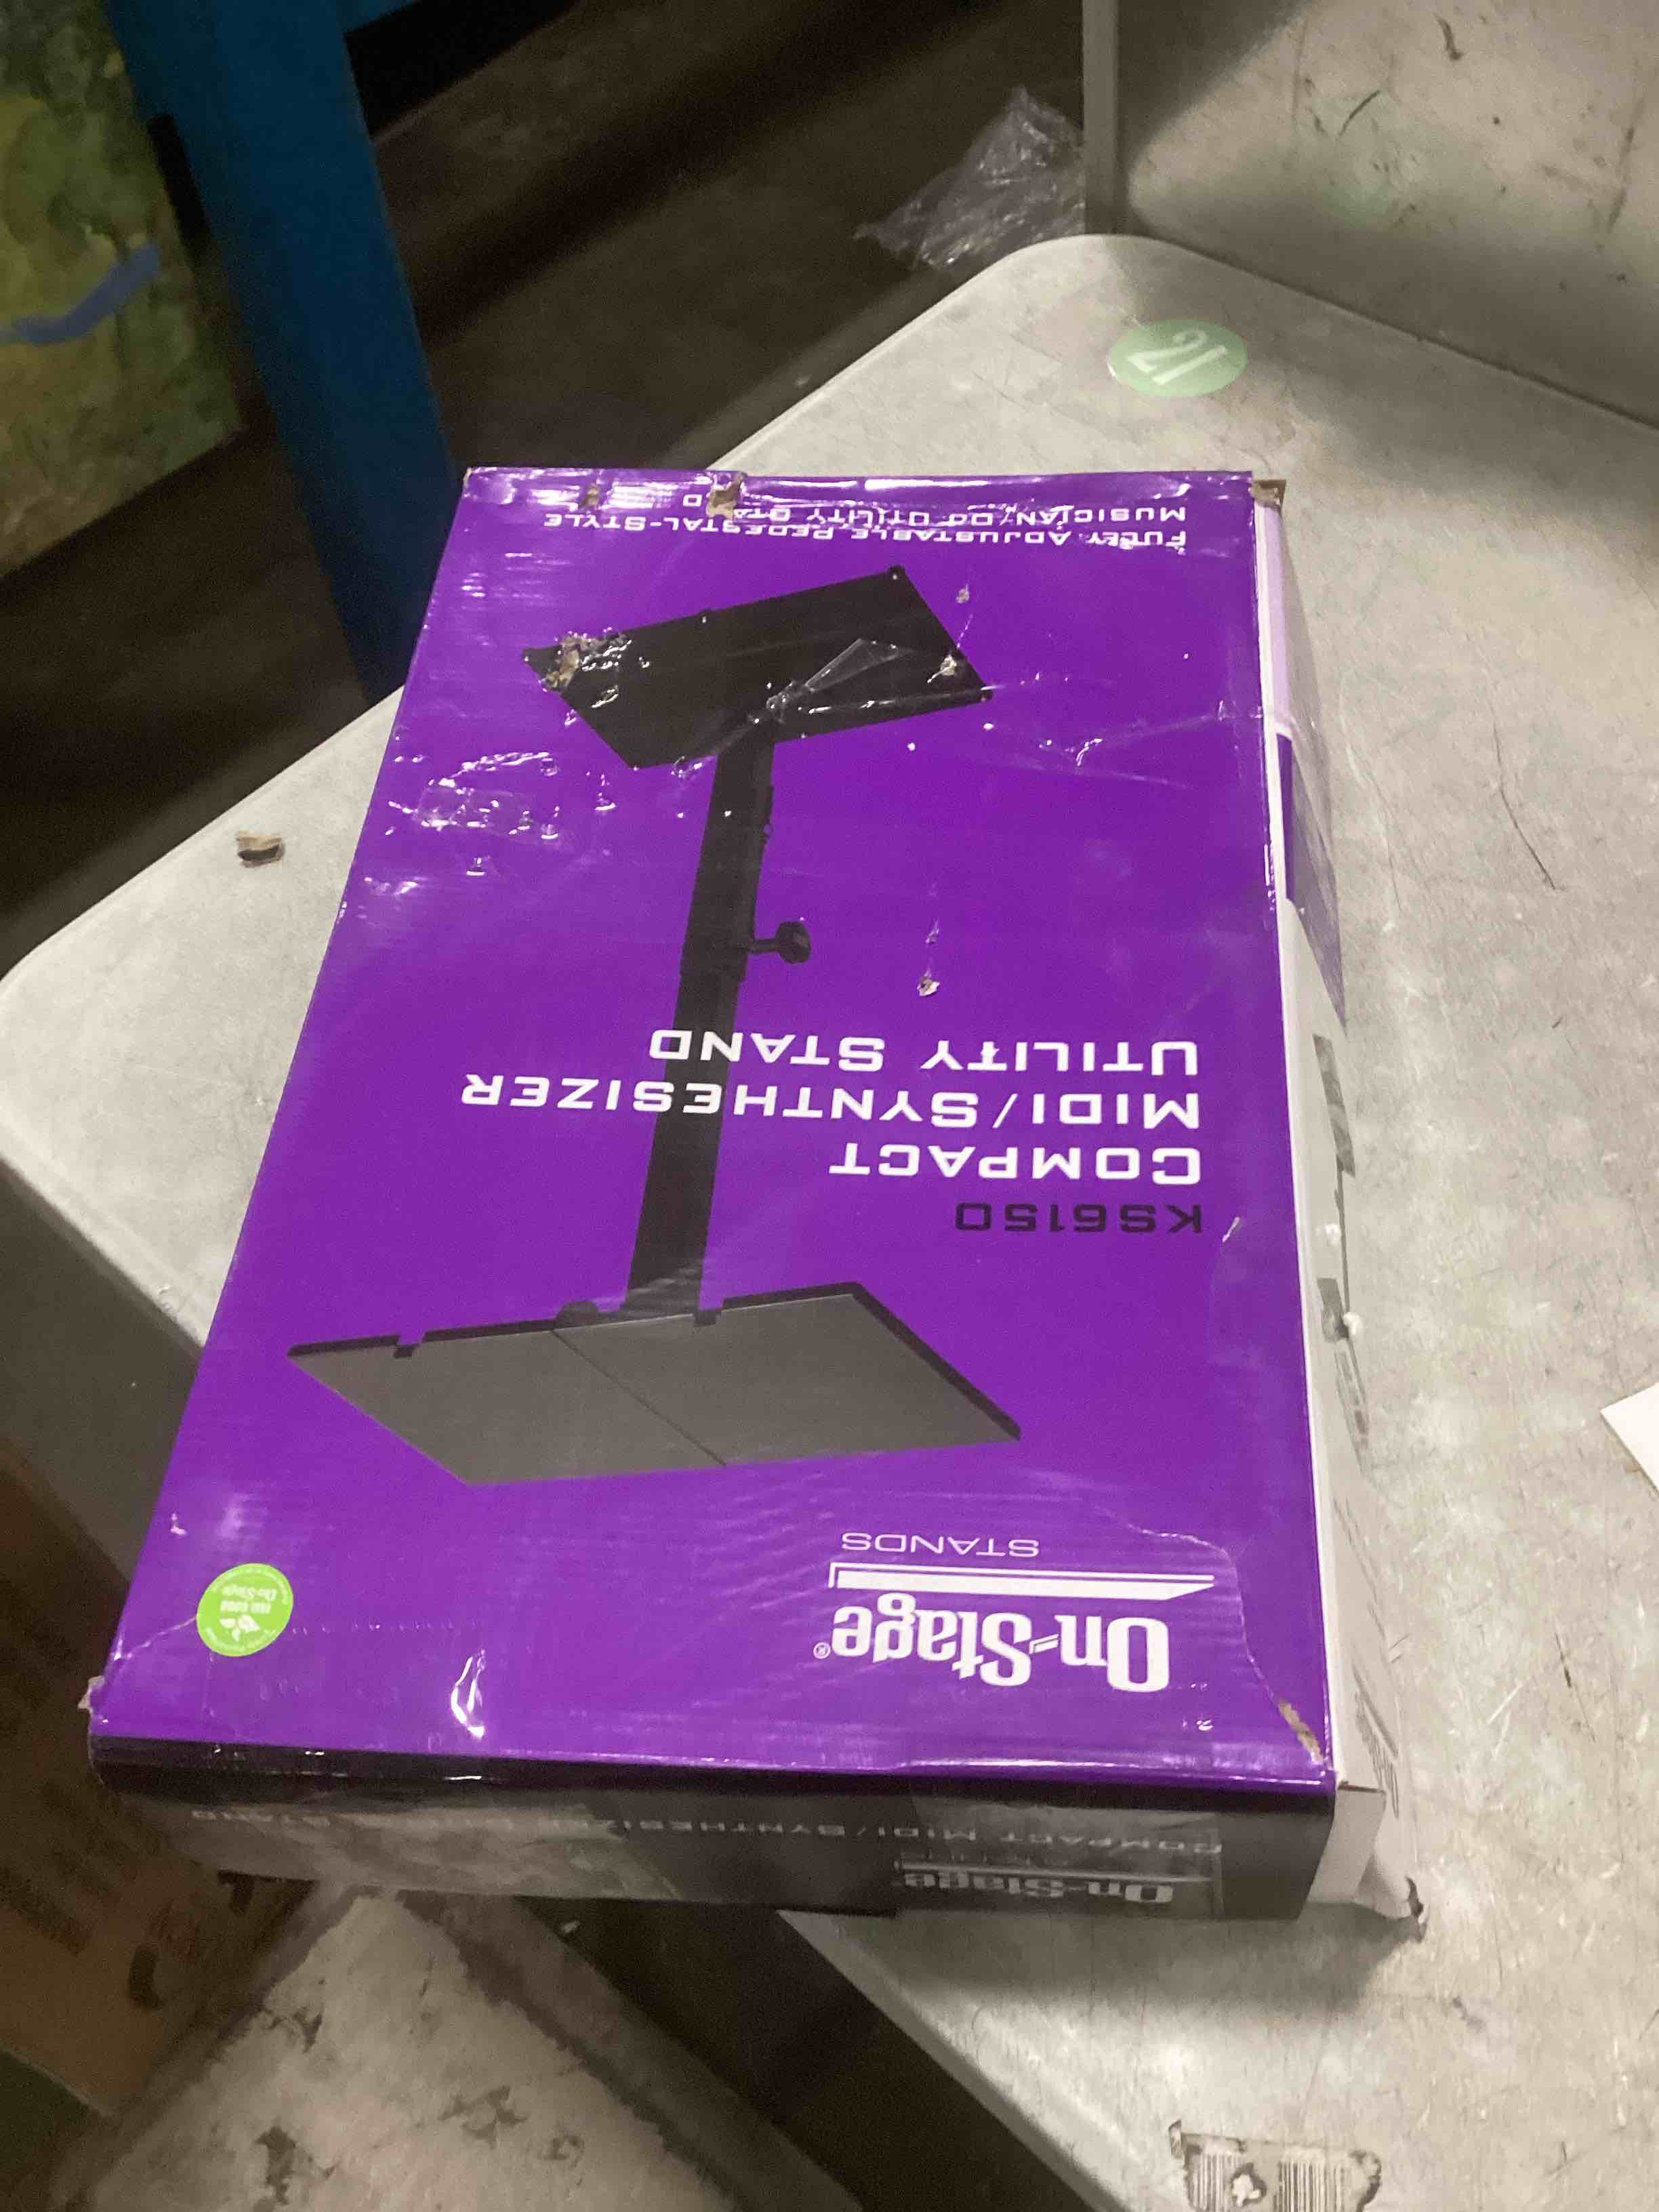 On-Stage®
STANDS
KS6150
COMPACT
MIDI/SYNTHESIZER
UTILITY STAND
FULLY ADJUSTABLE PEDESTAL-STYLE
MUSICIAN/DJ UTILITY STAND
On-Stage
COMPACT MIDI/SYNTHESIZER
21